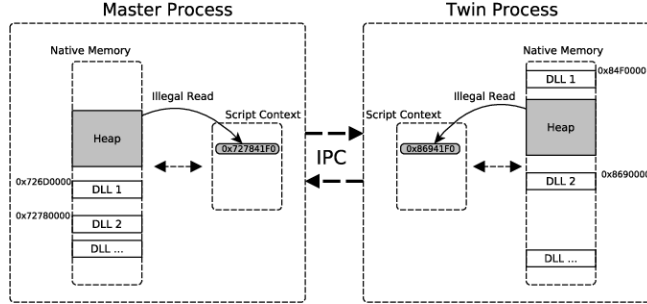 Master Process
Native Memory
Illegal Read
Script Context
Heap
0x727841F0
0x726D0000
DLL 1
0x72780000
DLL 2
DLL ...
IPC
Twin Process
Native Memory
0x84F0000
DLL 1
Illegal Read
Script Context
Heap
0x86941F0
DLL 2
0x8690000
DLL ...